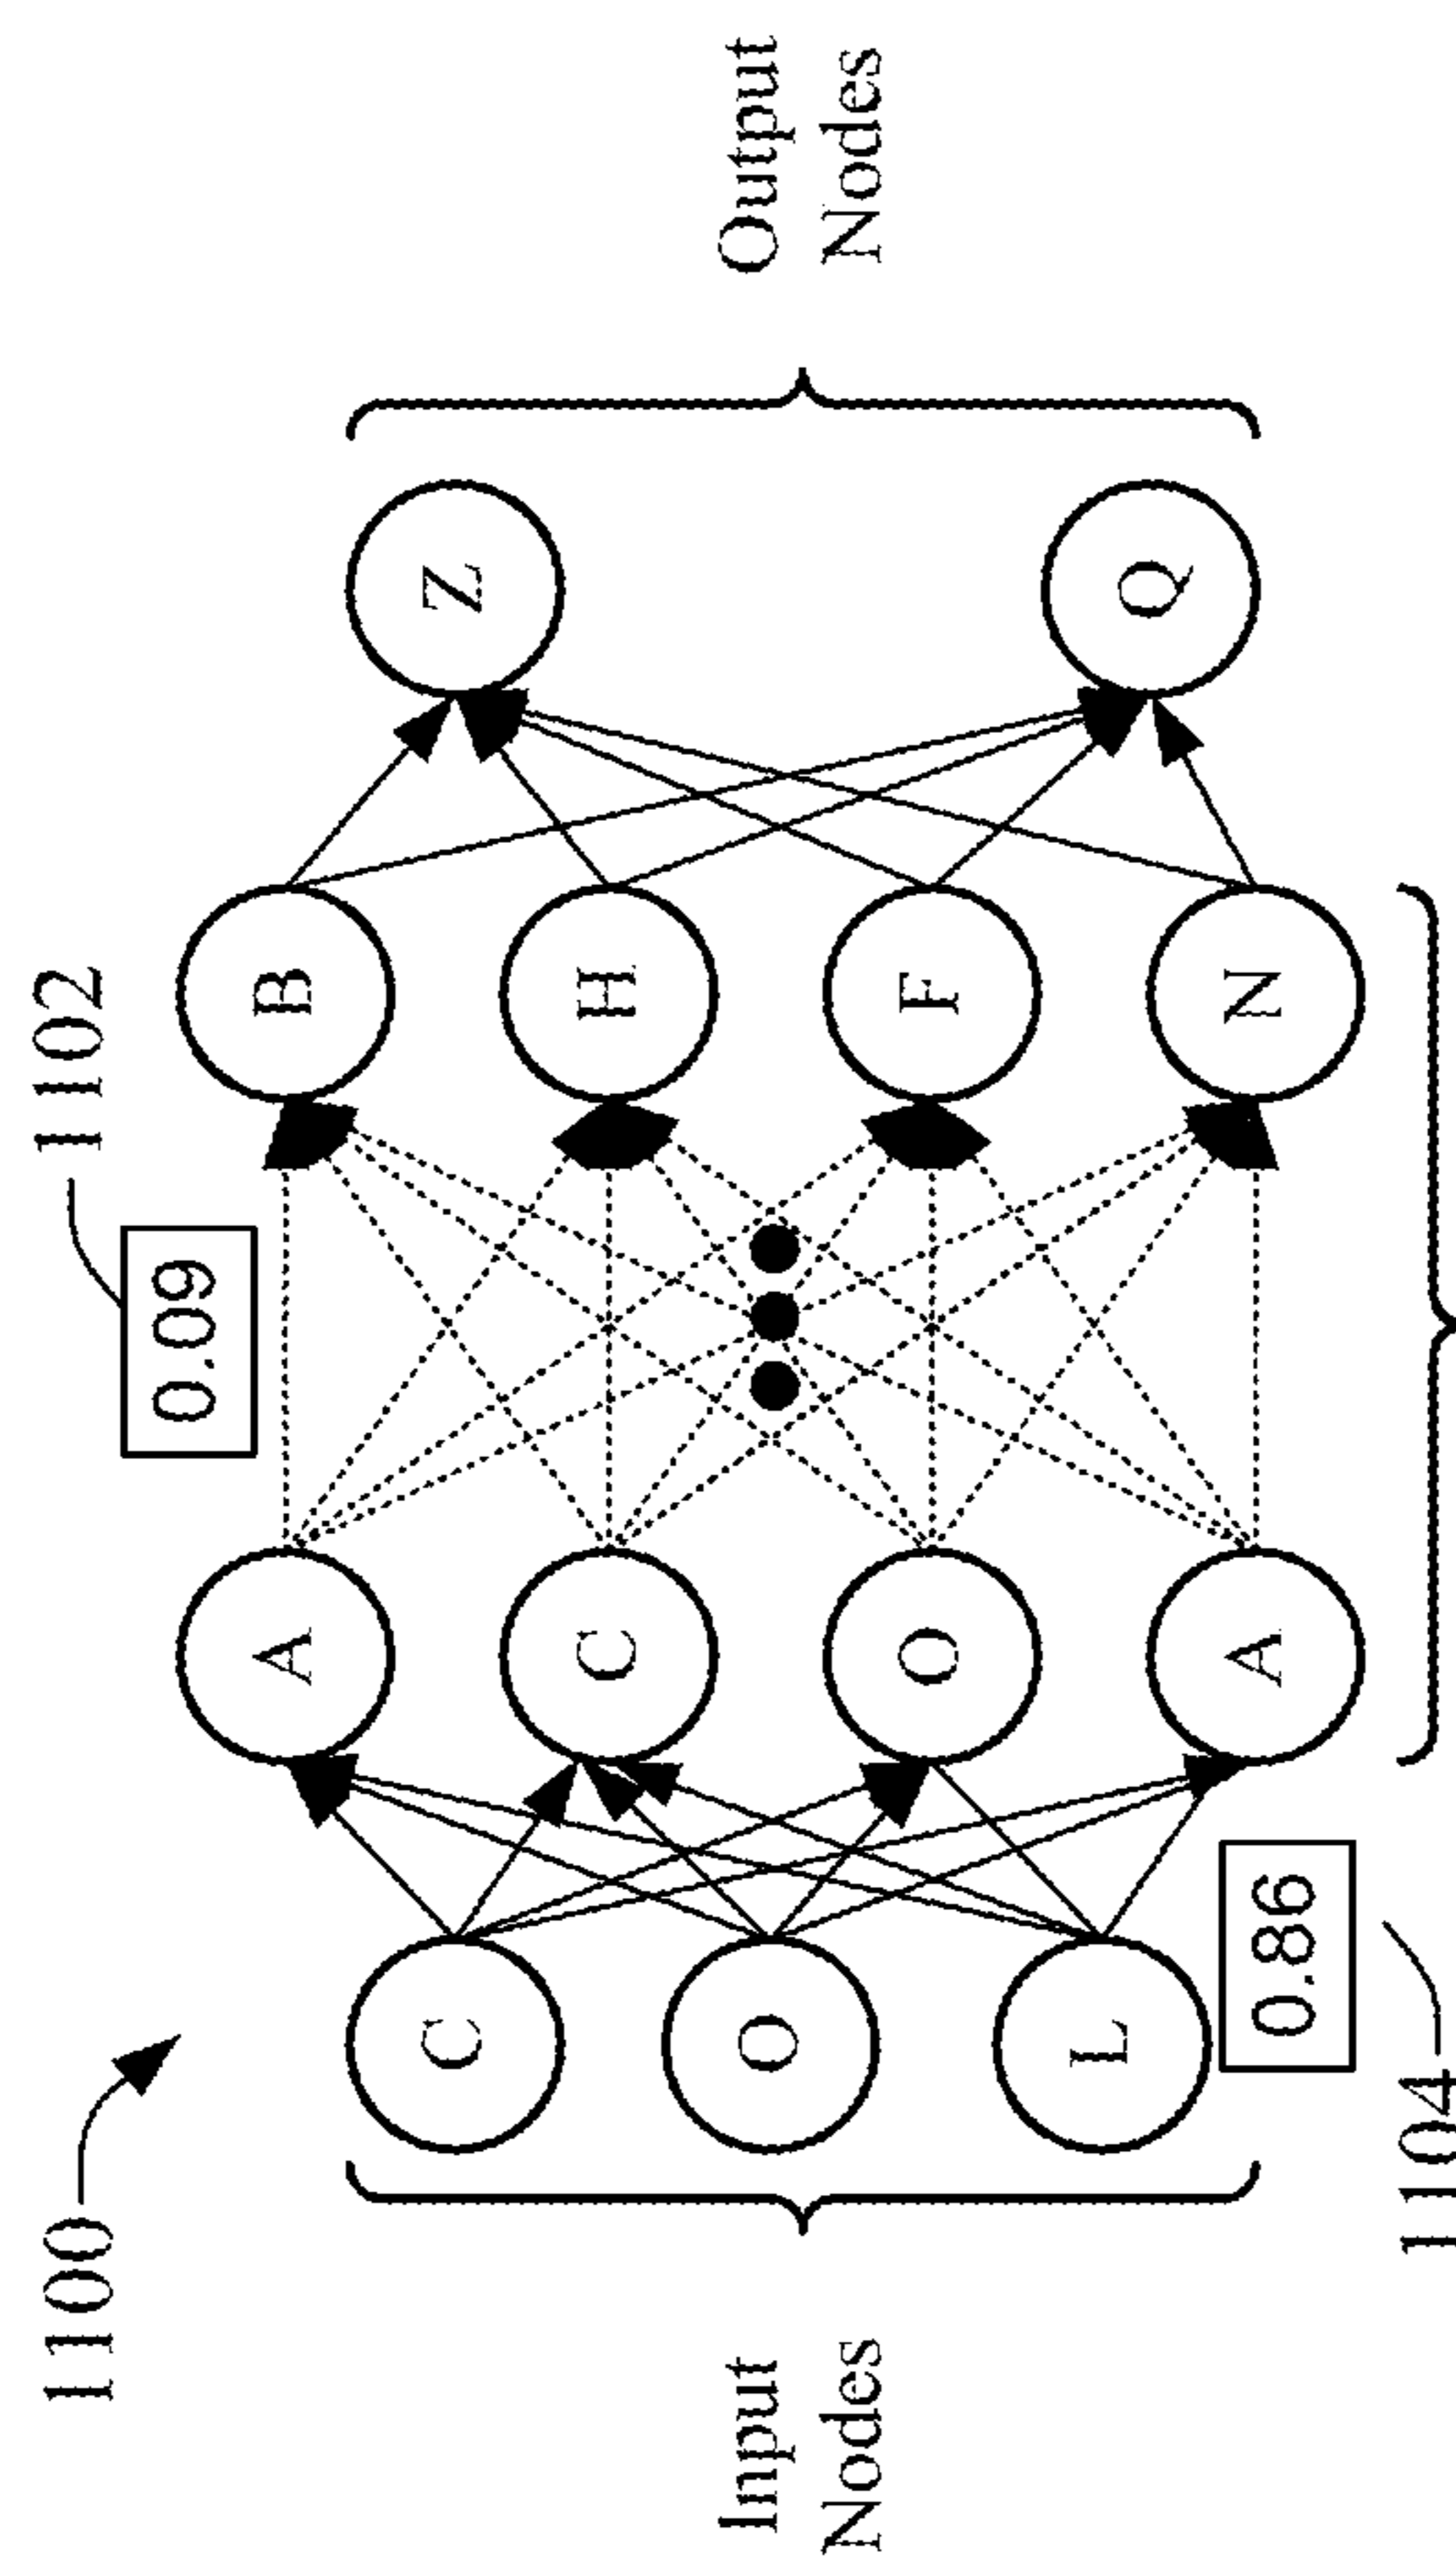 1100
1102
0.09
A
B
C
Z
C
H
Input
Nodes
O
Output
Nodes
O
F
L
Q
A
N
0.86
1104